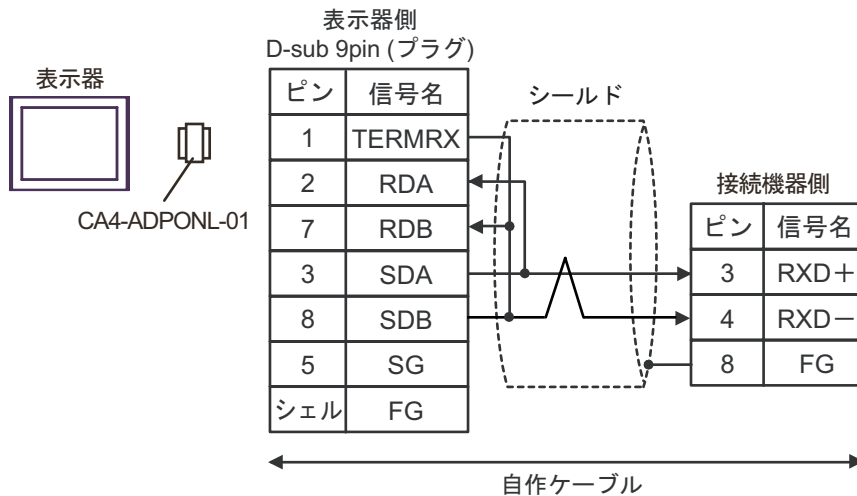 表示器
CA4-ADPONL-01
表示器側
D-sub 9pin (プラグ)
ピン 信号名
1 TERMRX
2 RDA
7 RDB
3 SDA
8 SDB
5 SG
シェル FG
シールド
接続機器側
ピン 信号名
3 RXD＋
4 RXD－
8 FG
自作ケーブル